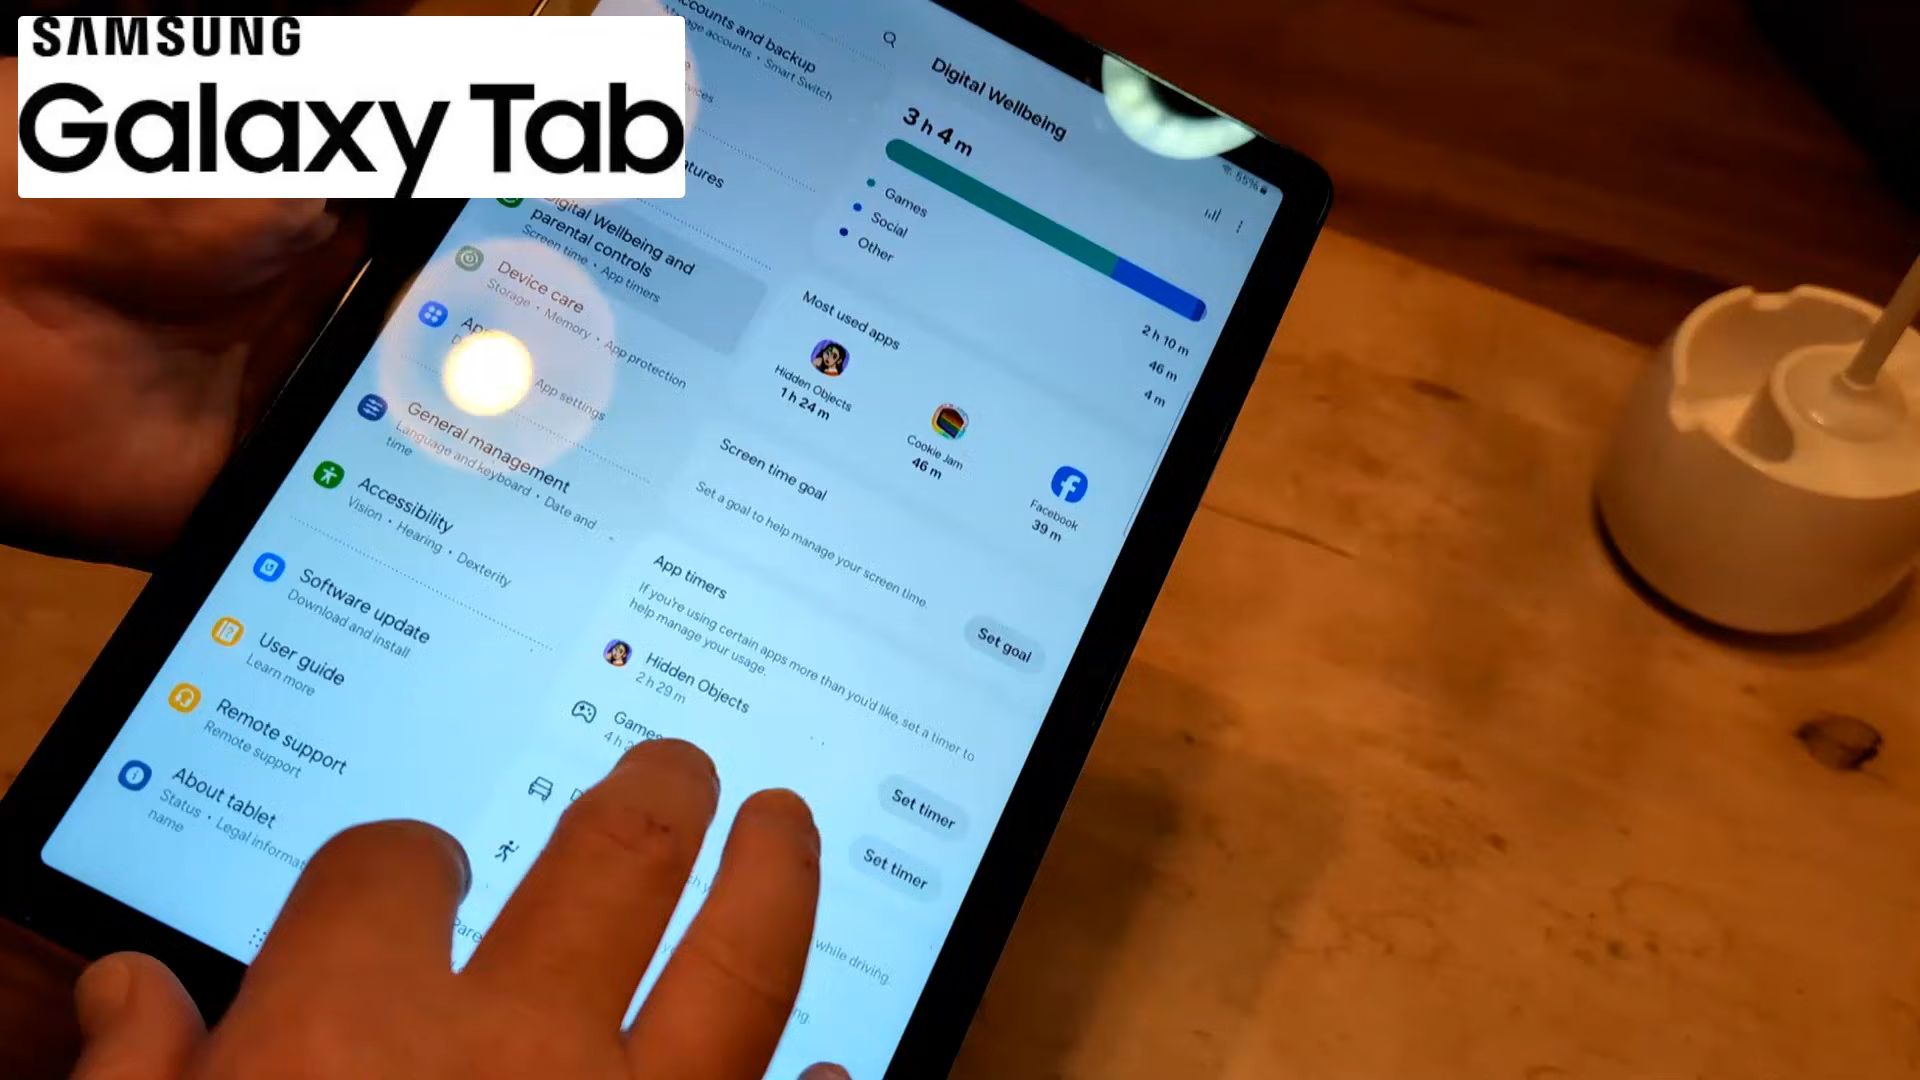 SAMSUNG
Galaxy Tab
counts and backup
Manage accounts • Smart Switch
Digital Wellbeing and
parental controls
Screen time • App timers
Device care
Storage • Memory • App protection
App settings
General management
Language and keyboard • Date and
time
Accessibility
Vision • Hearing • Dexterity
Software update
Download and install
User guide
Learn more
Remote support
Remote support
About tablet
Status • Legal informat
name
55%
Digital Wellbeing
3 h 4 m
Games
2 h 10 m
Social
46 m
Other
4 m
Most used apps
Hidden Objects
1 h 24 m
Cookie Jam
46 m
Facebook
39 m
Screen time goal
Set a goal to help manage your screen time.
Set goal
App timers
If you're using certain apps more than you'd like, set a timer to
help manage your usage.
Hidden Objects
2 h 29 m
Set timer
Games
4 h
Set timer
while driving.